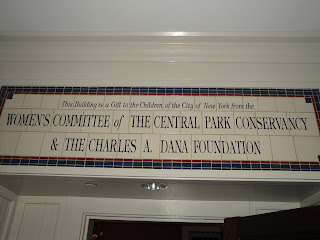 This Building is a Gift to the Children of the City of New York from the
WOMEN'S COMMITTEE of THE CENTRAL PARK CONSERVANCY
& THE CHARLES A. DANA FOUNDATION